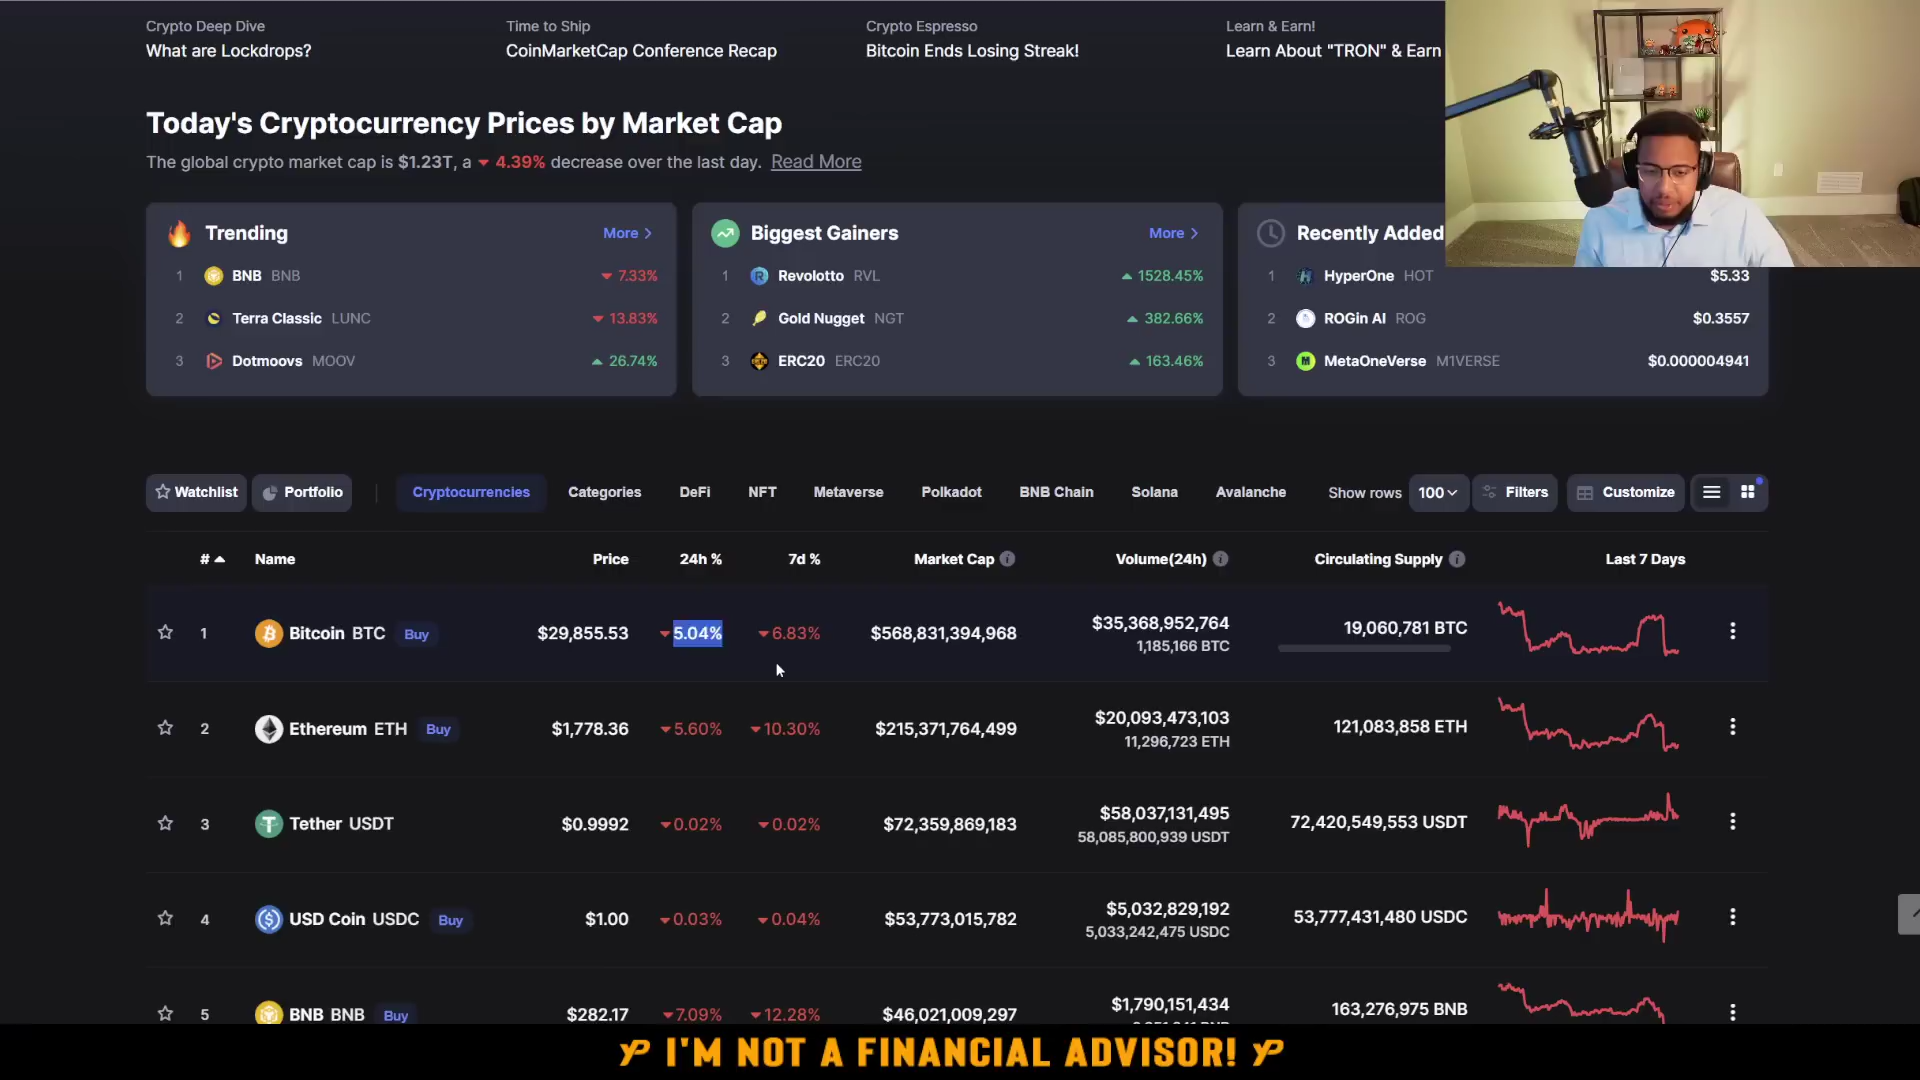 Crypto Deep Dive
What are Lockdrops?
Time to Ship
CoinMarketCap Conference Recap
Crypto Espresso
Bitcoin Ends Losing Streak!
Learn & Earn!
Learn About "TRON" & Earn
Today's Cryptocurrency Prices by Market Cap
The global crypto market cap is $1.23T, a 4.39% decrease over the last day. Read More
Trending More
1 BNB BNB 7.33%
2 Terra Classic LUNC 13.83%
3 Dotmoovs MOOV 26.74%
Biggest Gainers More
1 Revolotto RVL 1528.45%
2 Gold Nugget NGT 382.66%
3 ERC20 ERC20 163.46%
Recently Added
1 HyperOne HOT $5.33
2 ROGin AI ROG $0.3557
3 MetaOneVerse M1VERSE $0.000004941
Watchlist Portfolio Cryptocurrencies Categories DeFi NFT Metaverse Polkadot BNB Chain Solana Avalanche Show rows 100 Filters Customize
# Name Price 24h % 7d % Market Cap Volume(24h) Circulating Supply Last 7 Days
1 Bitcoin BTC Buy $29,855.53 5.04% 6.83% $568,831,394,968 $35,368,952,764 19,060,781 BTC
1,185,166 BTC
2 Ethereum ETH Buy $1,778.36 5.60% 10.30% $215,371,764,499 $20,093,473,103 121,083,858 ETH
11,296,723 ETH
3 Tether USDT $0.9992 0.02% 0.02% $72,359,869,183 $58,037,131,495 72,420,549,553 USDT
58,085,800,939 USDT
4 USD Coin USDC Buy $1.00 0.03% 0.04% $53,773,015,782 $5,032,829,192 53,777,431,480 USDC
5,033,242,475 USDC
5 BNB BNB Buy $282.17 7.09% 12.28% $46,021,009,297 $1,790,151,434 163,276,975 BNB
I'M NOT A FINANCIAL ADVISOR!